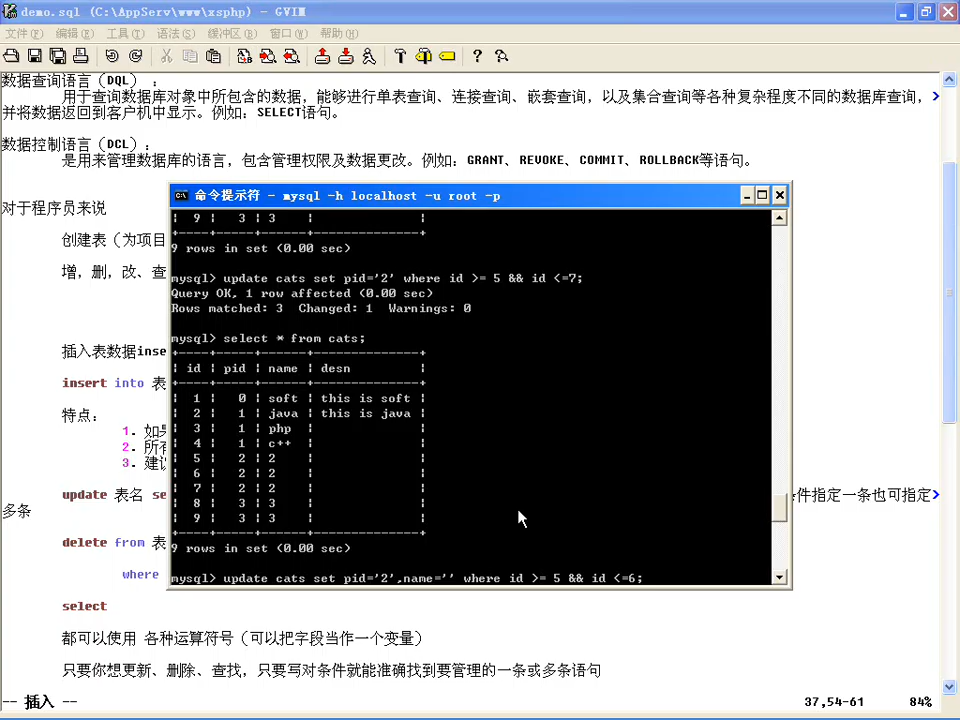 demo.sql (C:\AppServ\www\xsphp) - GVIM
文件(F) 编辑(E) 工具(T) 语法(S) 缓冲区(B) 窗口(W) 帮助(H)
数据查询语言（DQL）：
用于查询数据库对象中所包含的数据，能够进行单表查询、连接查询、嵌套查询，以及集合查询等各种复杂程度不同的数据库查询，
并将数据返回到客户机中显示。例如：SELECT语句。
数据控制语言（DCL）：
是用来管理数据库的语言，包含管理权限及数据更改。例如：GRANT、REVOKE、COMMIT、ROLLBACK等语句。
对于程序员来说
创建表（为项目
增，删，改、查
插入表数据inse
insert into 表
特点：
1. 如果
2. 所有
3. 建议
update 表名 se
件指定一条也可指定
多条
delete from 表
where
select
都可以使用 各种运算符号（可以把字段当作一个变量）
只要你想更新、删除、查找，只要写对条件就能准确找到要管理的一条或多条语句
-- 插入 --
37,54-61 84%
命令提示符 - mysql -h localhost -u root -p
| 9 | 3 | 3 | |
+----+-----+------+--------------+
9 rows in set (0.00 sec)
mysql> update cats set pid='2' where id >= 5 && id <=7;
Query OK, 1 row affected (0.00 sec)
Rows matched: 3 Changed: 1 Warnings: 0
mysql> select * from cats;
+----+-----+------+--------------+
| id | pid | name | desn |
+----+-----+------+--------------+
| 1 | 0 | soft | this is soft |
| 2 | 1 | java | this is java |
| 3 | 1 | php | |
| 4 | 1 | c++ | |
| 5 | 2 | 2 | |
| 6 | 2 | 2 | |
| 7 | 2 | 2 | |
| 8 | 3 | 3 | |
| 9 | 3 | 3 | |
+----+-----+------+--------------+
9 rows in set (0.00 sec)
mysql> update cats set pid='2',name='' where id >= 5 && id <=6;